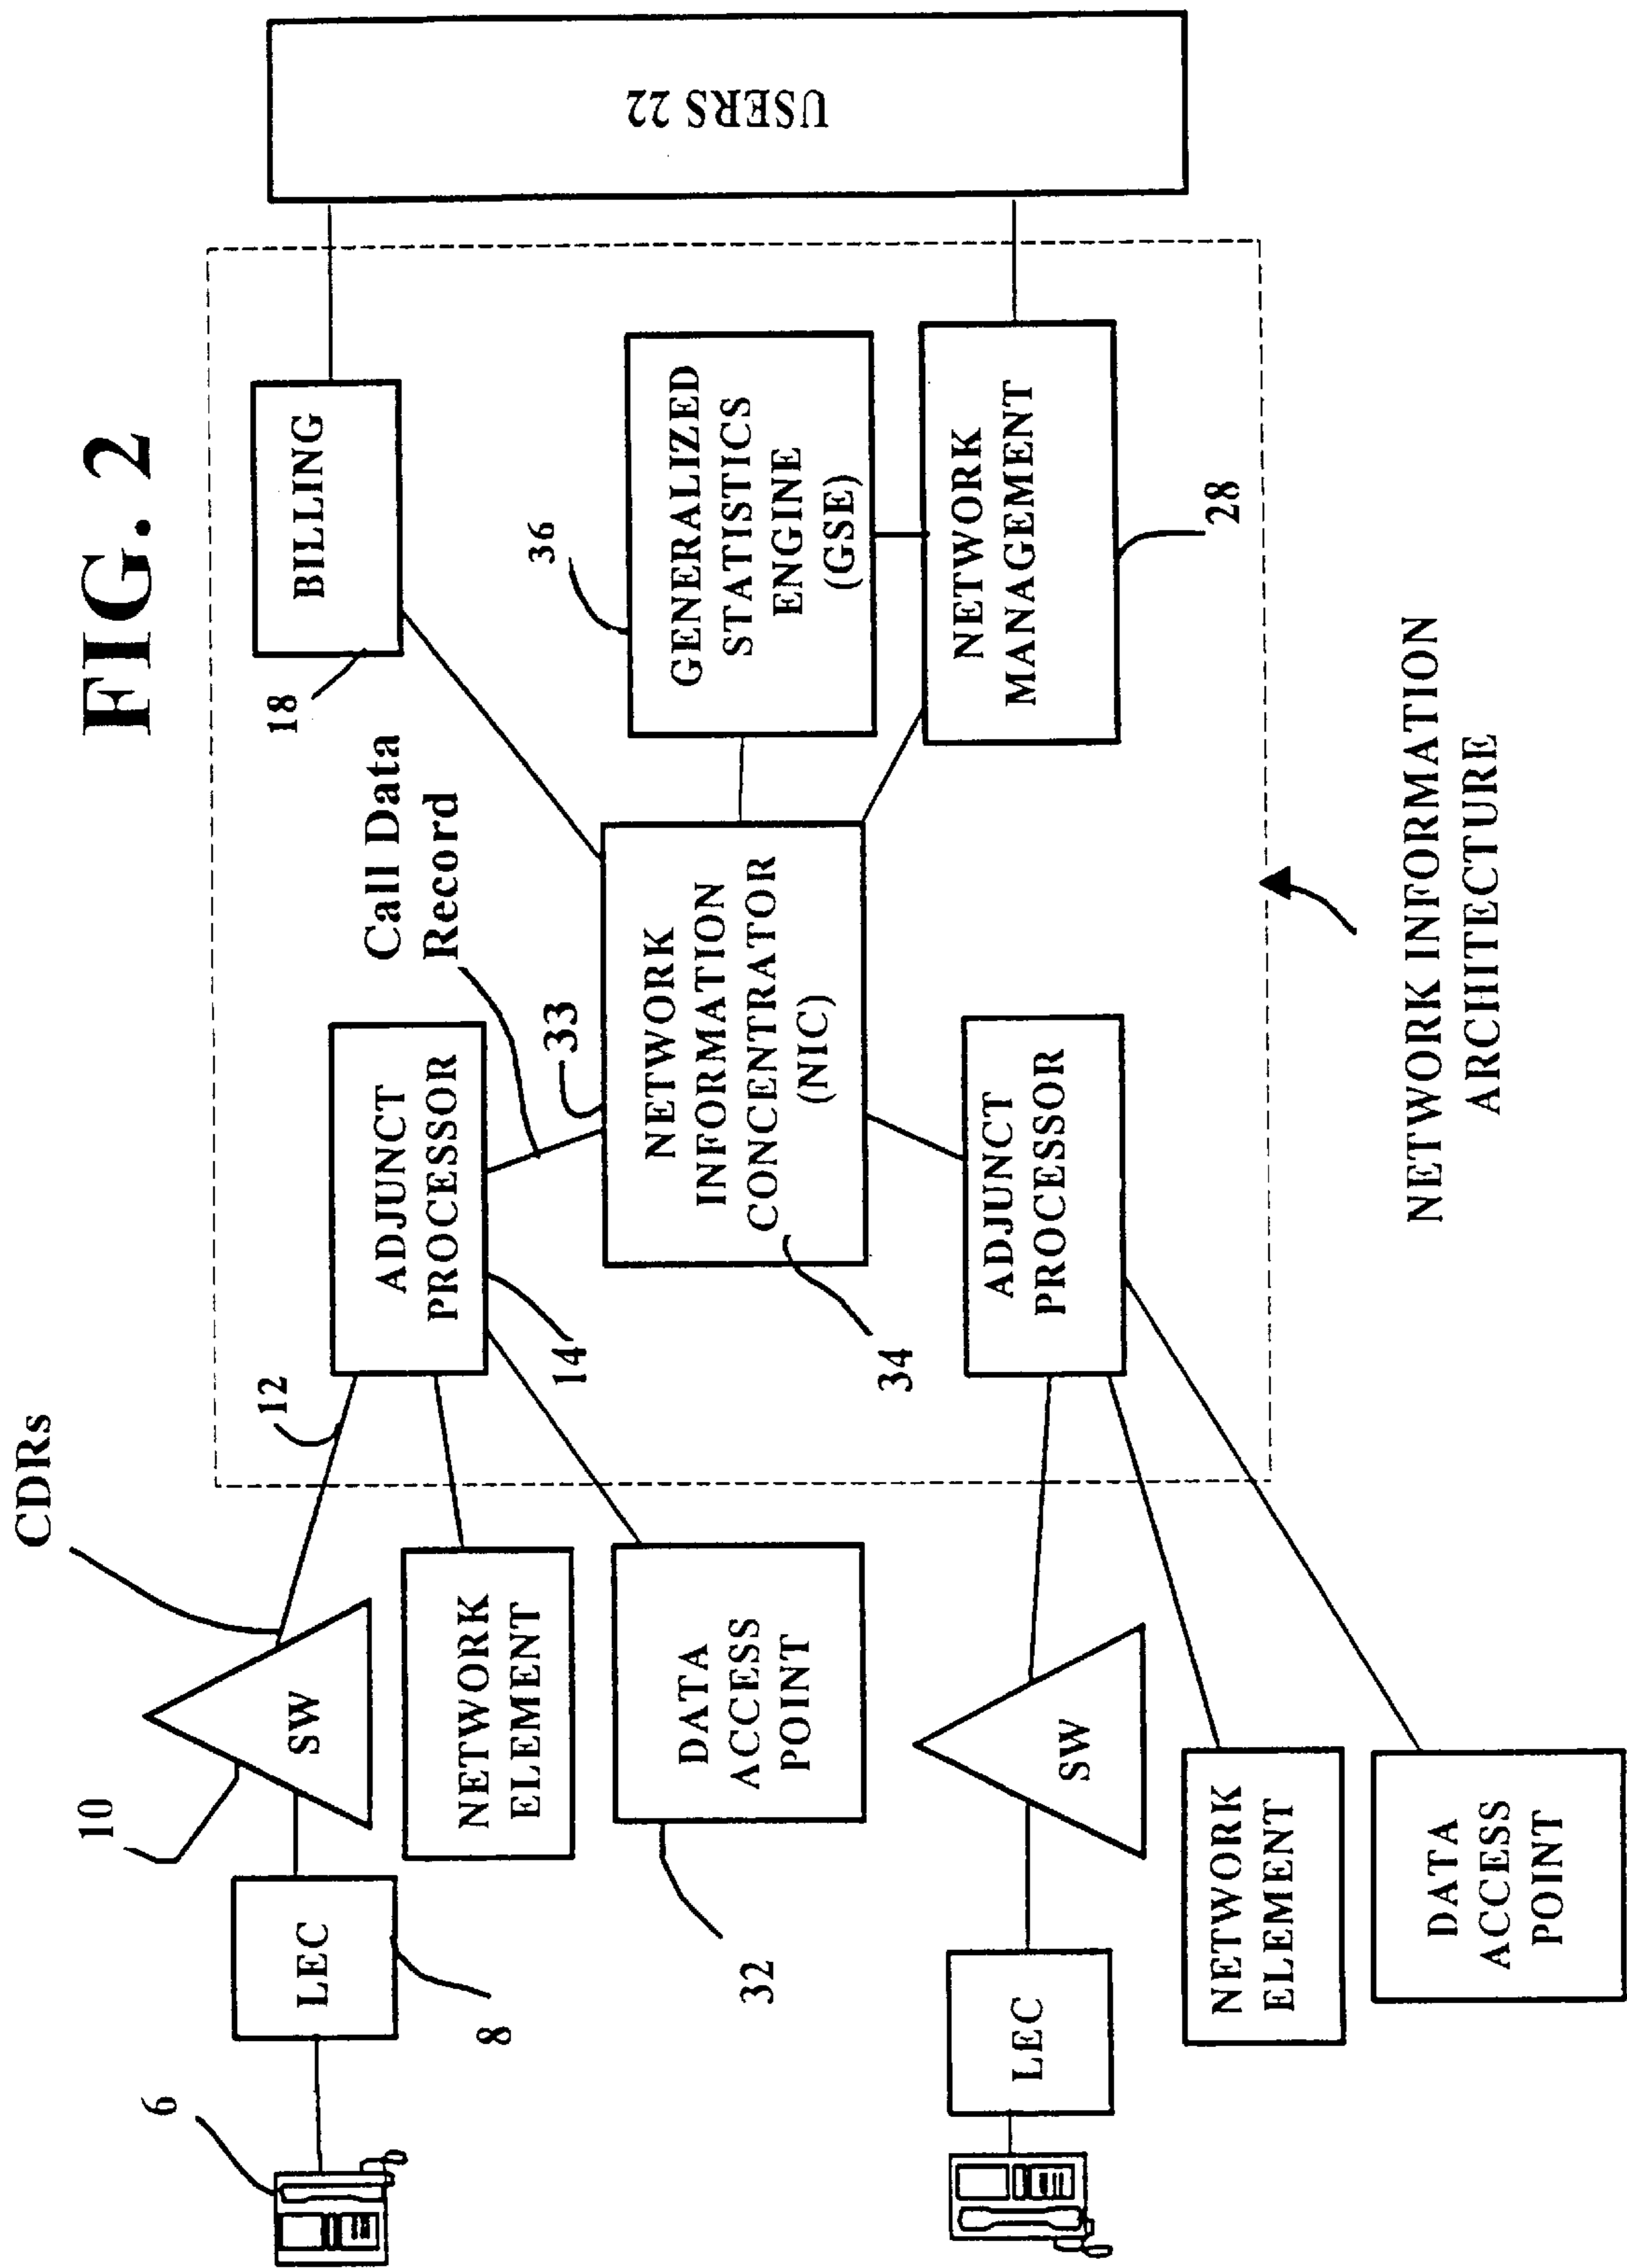 FIG. 2
CDRs
12
10
SW
LEC
8
6
NETWORK
ELEMENT
DATA
ACCESS
POINT
32
ADJUNCT
PROCESSOR
14
Call Data
Record
33
NETWORK
INFORMATION
CONCENTRATOR
(NIC)
34
BILLING
18
36
GENERALIZED
STATISTICS
ENGINE
(GSE)
NETWORK
MANAGEMENT
28
USERS 22
LEC
SW
NETWORK
ELEMENT
DATA
ACCESS
POINT
ADJUNCT
PROCESSOR
NETWORK INFORMATION
ARCHITECTURE